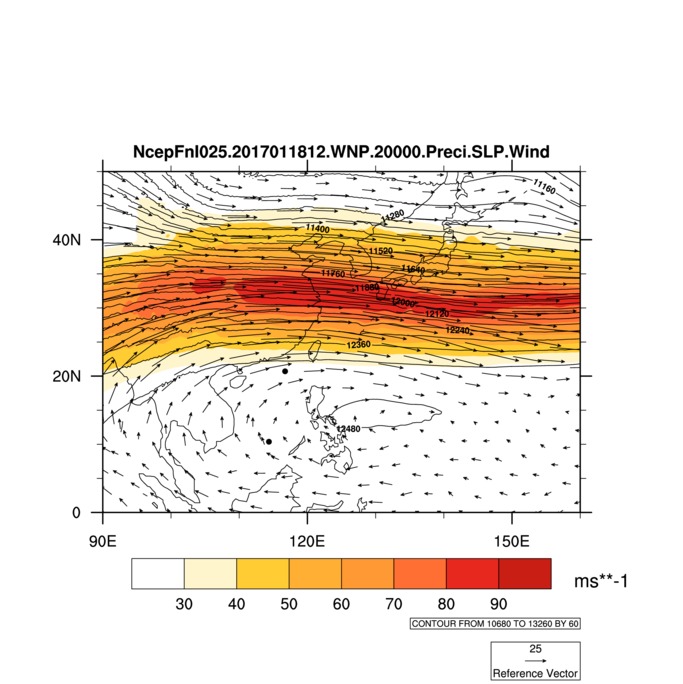 NcepFnl025.2017011812.WNP.20000.Preci.SLP.Wind
11160
11280
11400
40N
11520
11640
11760
11880
12000
12120
12240
12360
20N
12480
0
90E 120E 150E
30 40 50 60 70 80 90
ms**-1
CONTOUR FROM 10680 TO 13260 BY 60
25
Reference Vector